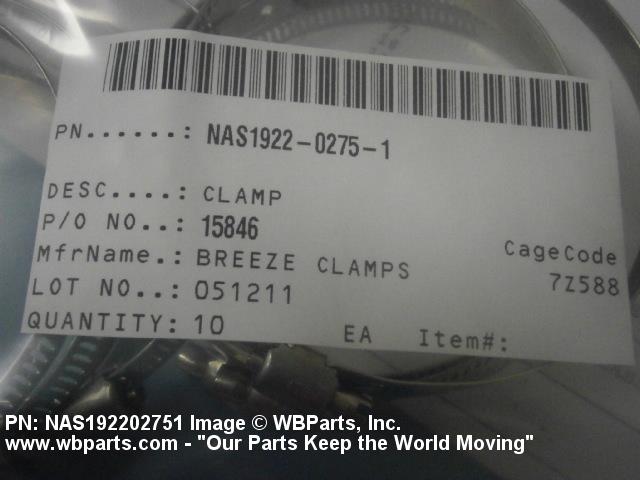 PN......: NAS1922-0275-1
DESC....: CLAMP
P/O NO..: 15846
MfrName.: BREEZE CLAMPS
CageCode
7Z588
LOT NO..: 051211
QUANTITY: 10 EA Item#:
PN: NAS192202751 Image © WBParts, Inc.
www.wbparts.com - "Our Parts Keep the World Moving"